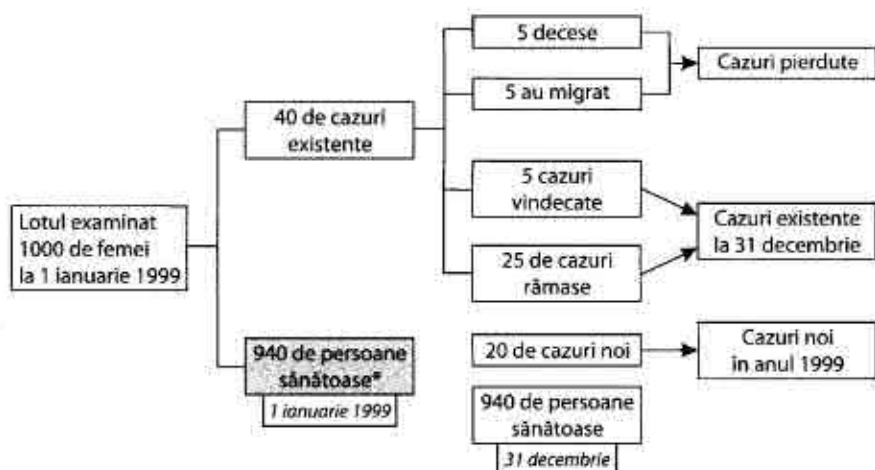 Lotul examinat
1000 de femei
la 1 ianuarie 1999
40 de cazuri
existente
940 de persoane
sănătoase*
1 ianuarie 1999
5 decese
5 au migrat
5 cazuri
vindecate
25 de cazuri
rămase
20 de cazuri noi
940 de persoane
sănătoase
31 decembrie
Cazuri pierdute
Cazuri existente
la 31 decembrie
Cazuri noi
in anul 1999